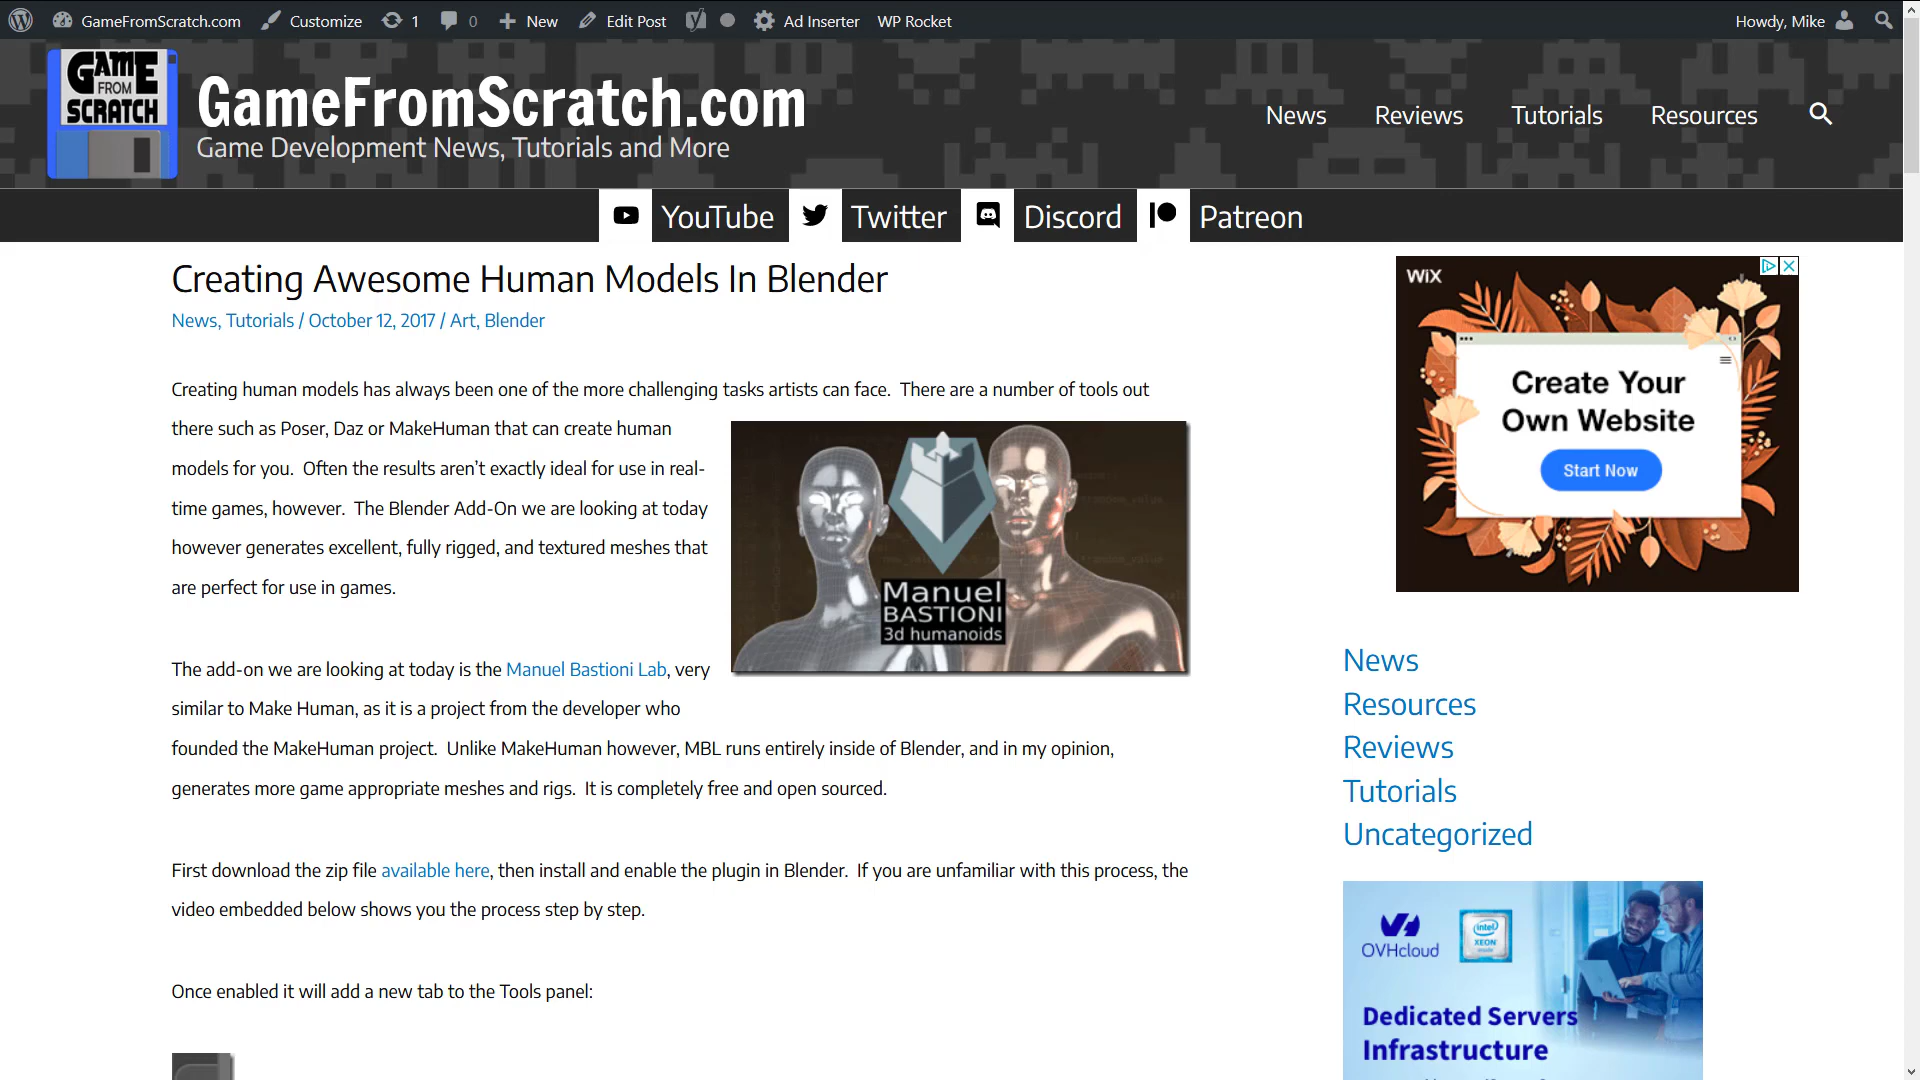 GameFromScratch.com Customize 1 0 New Edit Post Ad Inserter WP Rocket Howdy, Mike
GAME
FROM
SCRATCH
GameFromScratch.com
Game Development News, Tutorials and More
News Reviews Tutorials Resources
YouTube Twitter Discord Patreon
Creating Awesome Human Models In Blender
News, Tutorials / October 12, 2017 / Art, Blender
Creating human models has always been one of the more challenging tasks artists can face. There are a number of tools out
there such as Poser, Daz or MakeHuman that can create human
models for you. Often the results aren't exactly ideal for use in real-
time games, however. The Blender Add-On we are looking at today
however generates excellent, fully rigged, and textured meshes that
are perfect for use in games.
Manuel
BASTIONI
3d humanoids
The add-on we are looking at today is the Manuel Bastioni Lab, very
similar to Make Human, as it is a project from the developer who
founded the MakeHuman project. Unlike MakeHuman however, MBL runs entirely inside of Blender, and in my opinion,
generates more game appropriate meshes and rigs. It is completely free and open sourced.
First download the zip file available here, then install and enable the plugin in Blender. If you are unfamiliar with this process, the
video embedded below shows you the process step by step.
Once enabled it will add a new tab to the Tools panel:
WiX
Create Your
Own Website
Start Now
News
Resources
Reviews
Tutorials
Uncategorized
OVHcloud
intel
XEON
Dedicated Servers
Infrastructure